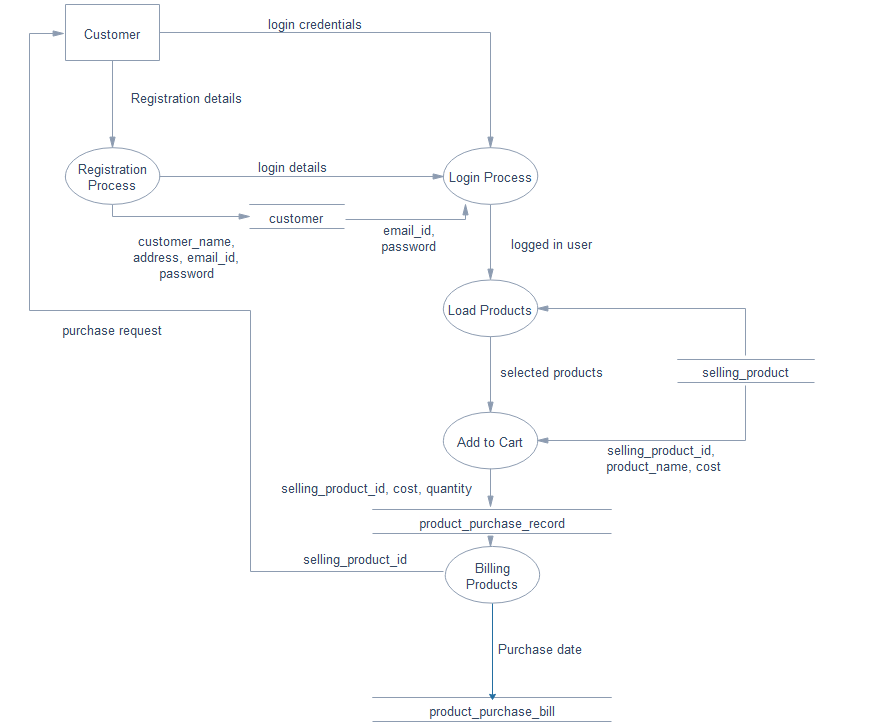 login credentials
Customer
Registration details
Registration
Process
login details
Login Process
customer
customer_name,
address, email_id,
password
email_id,
password
logged in user
Load Products
purchase request
selected products
selling_product
Add to Cart
selling_product_id,
product_name, cost
selling_product_id, cost, quantity
product_purchase_record
selling_product_id
Billing
Products
Purchase date
product_purchase_bill